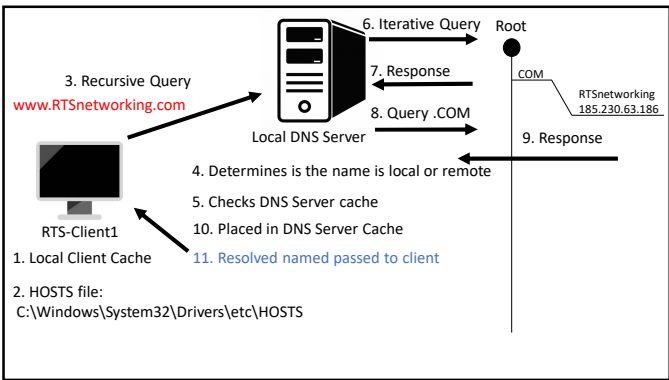 6. Iterative Query
Root
3. Recursive Query
www.RTSnetworking.com
7. Response
COM
RTSnetworking
185.230.63.186
8. Query .COM
Local DNS Server
9. Response
4. Determines is the name is local or remote
5. Checks DNS Server cache
RTS-Client1
10. Placed in DNS Server Cache
1. Local Client Cache
11. Resolved named passed to client
2. HOSTS file:
C:\Windows\System32\Drivers\etc\HOSTS